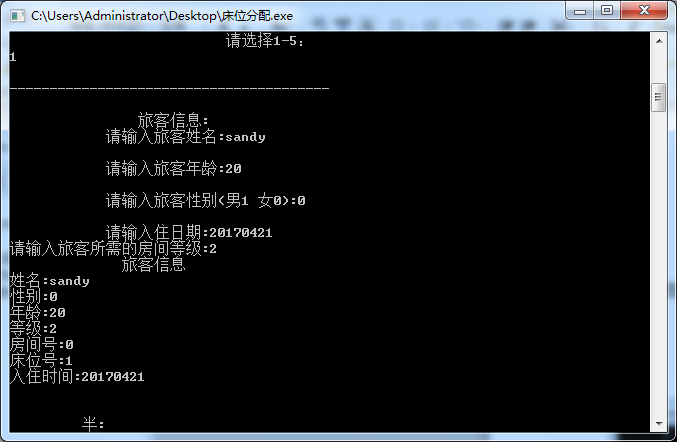 C:\Users\Administrator\Desktop\床位分配.exe
请选择1-5:
1
----------------------------------------
旅客信息:
请输入旅客姓名:sandy
请输入旅客年龄:20
请输入旅客性别(男1 女0):0
请输入住日期:20170421
请输入旅客所需的房间等级:2
旅客信息
姓名:sandy
性别:0
年龄:20
等级:2
房间号:0
床位号:1
入住时间:20170421
半: